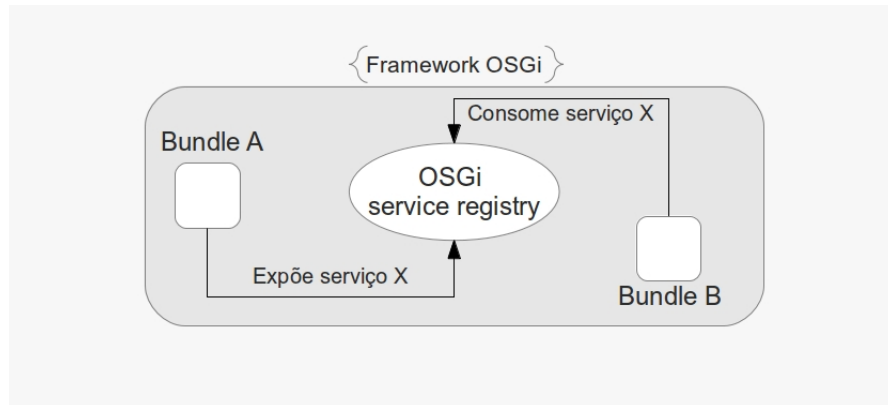 {Framework OSGi}
Consome serviço X
Bundle A
OSGi
service registry
Expõe serviço X
Bundle B